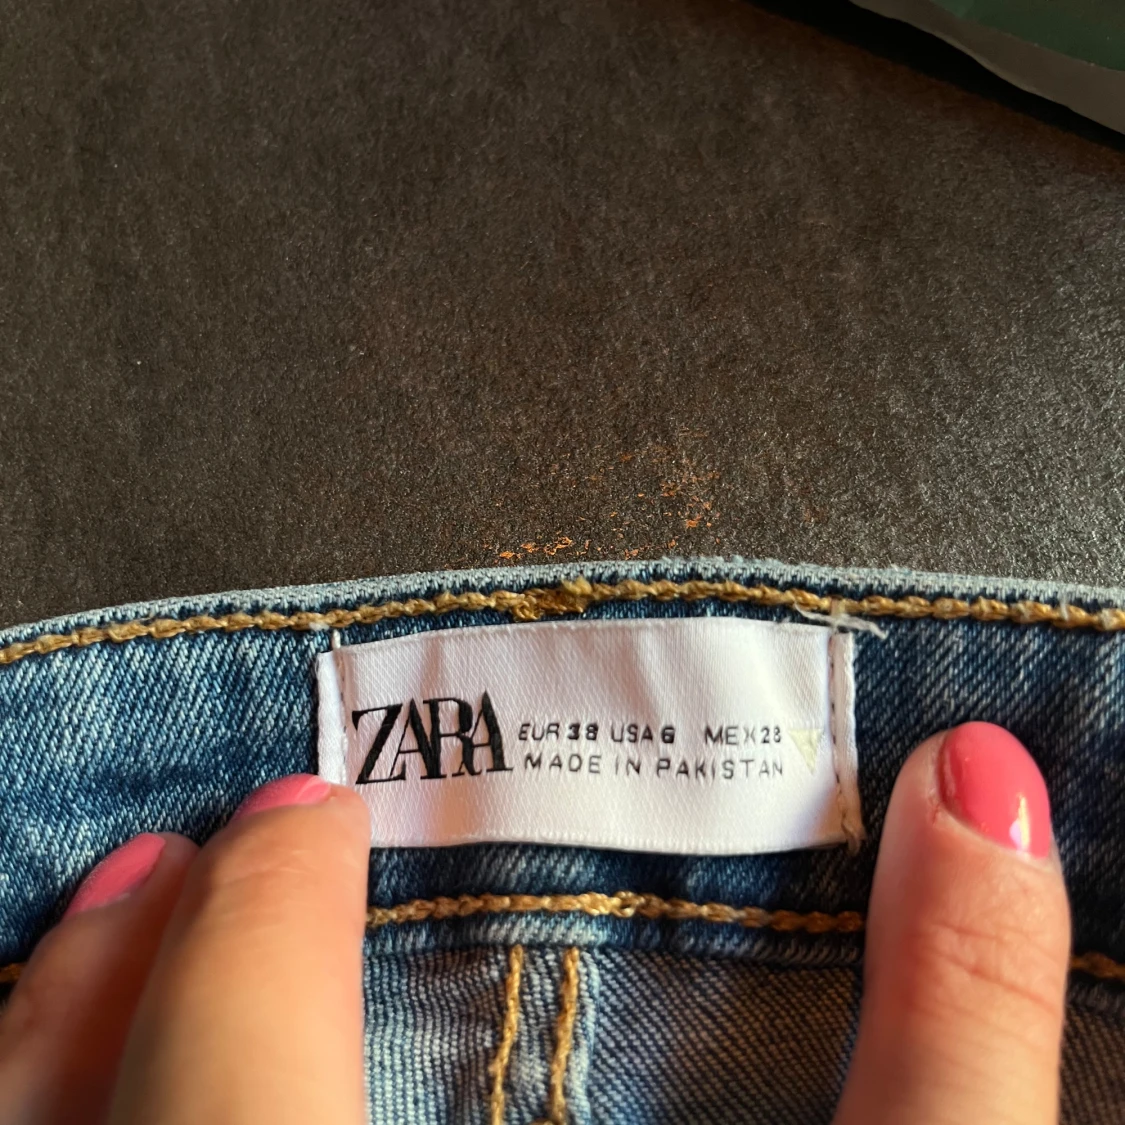 ZARA
EUR 38 USA 6 MEX 28
MADE IN PAKISTAN